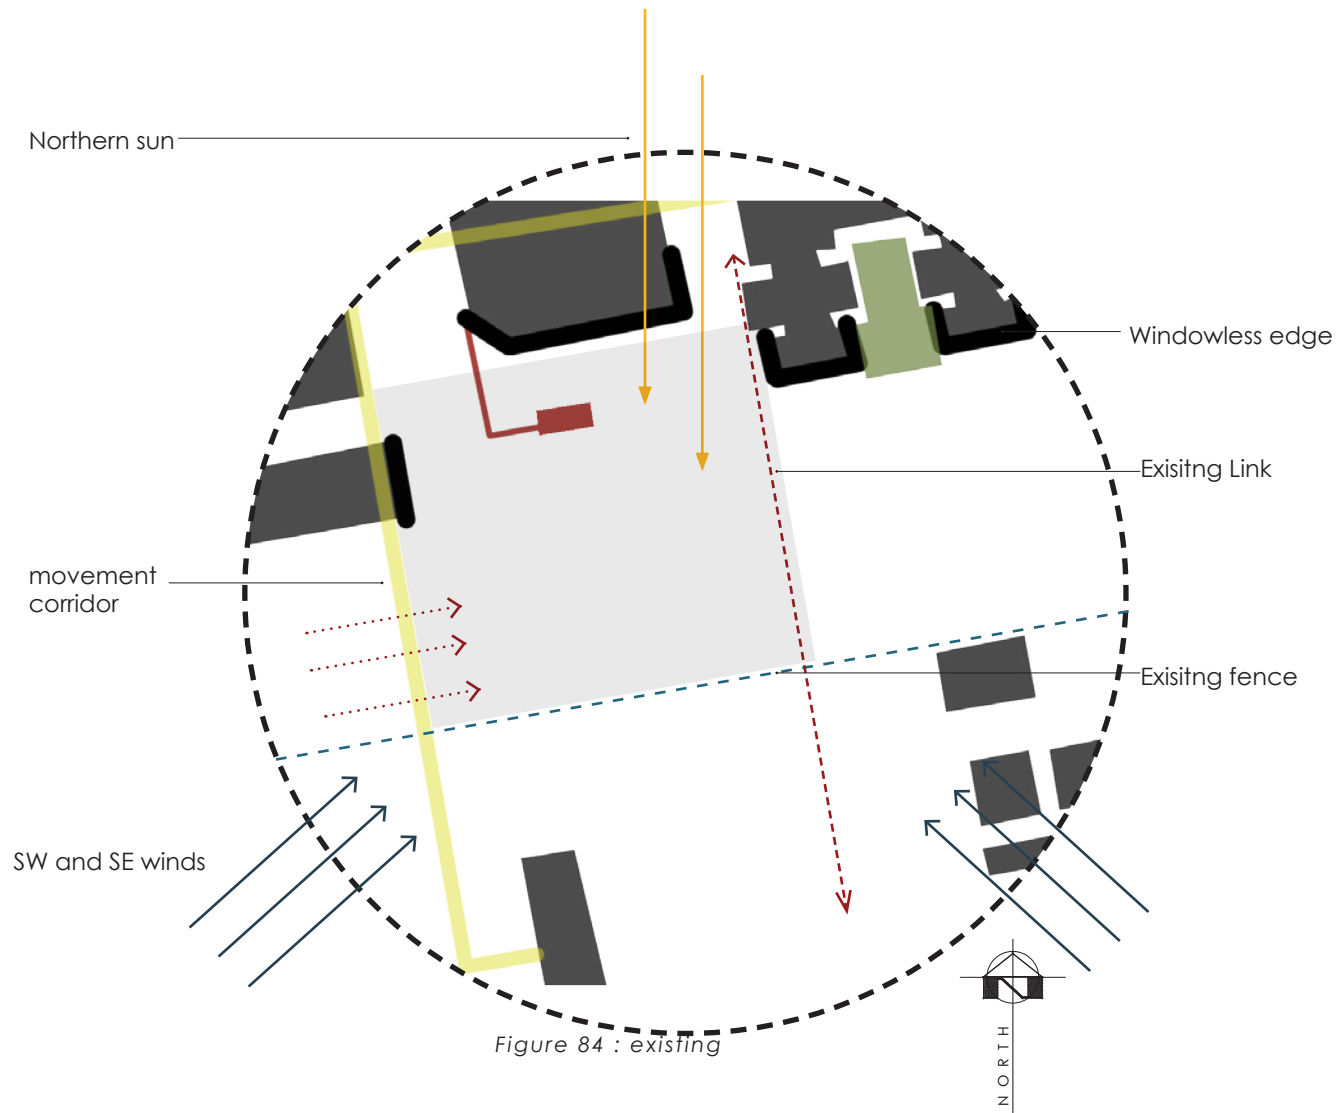 Northern sun
Windowless edge
Exisitng Link
movement
corridor
Exisitng fence
SW and SE winds
Figure 84 : existing
NORTH